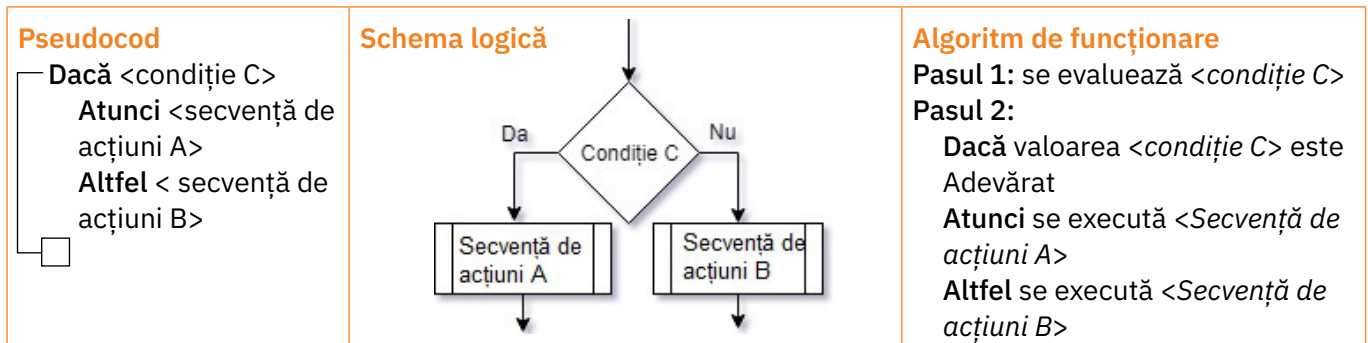 Pseudocod
Dacă <condiție C>
Atunci <secvență de
acțiuni A>
Altfel < secvență de
acțiuni B>
Schema logică
Da
Nu
Condiție C
Secvență de
acțiuni A
Secvență de
acțiuni B
Algoritm de funcționare
Pasul 1: se evaluează <condiție C>
Pasul 2:
Dacă valoarea <condiție C> este
Adevărat
Atunci se execută <Secvență de
acțiuni A>
Altfel se execută <Secvență de
acțiuni B>